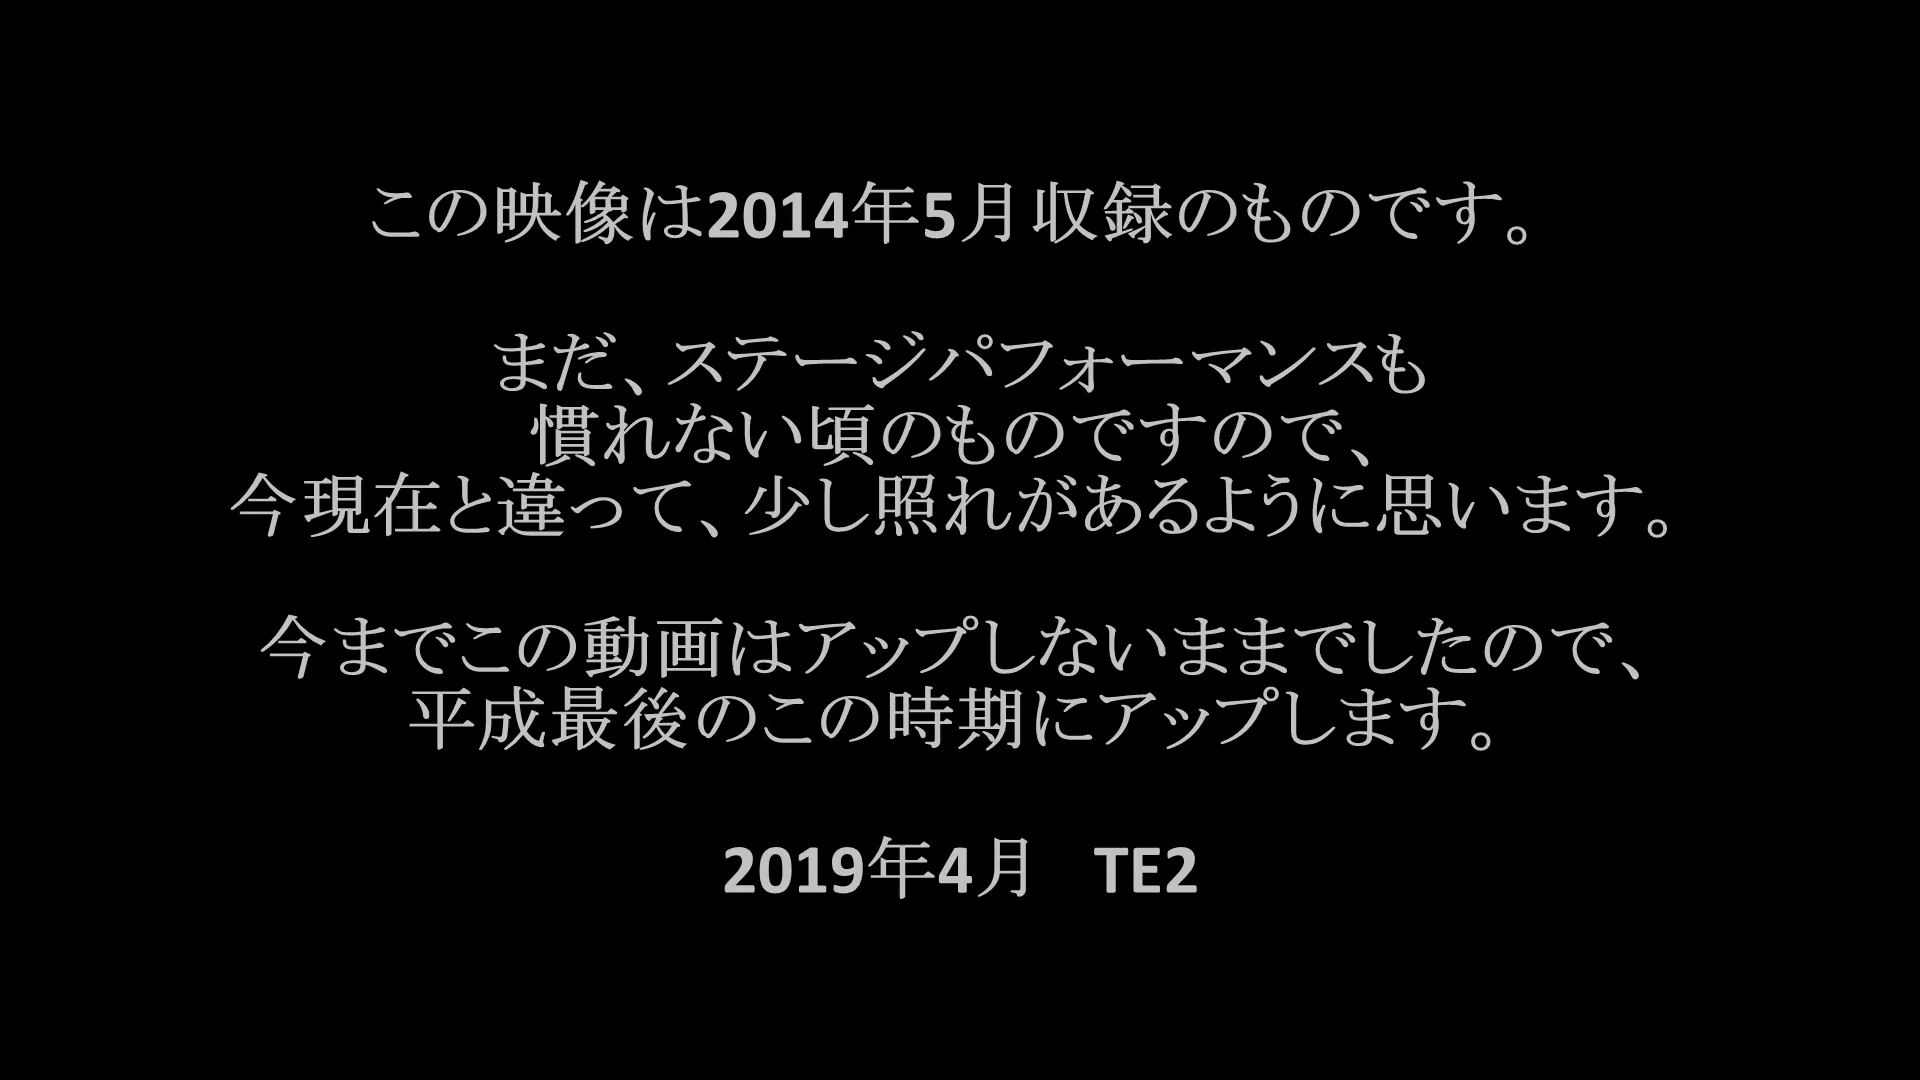 この映像は2014年5月収録のものです。
まだ、ステージパフォーマンスも
慣れない頃のものですので、
今現在と違って、少し照れがあるように思います。
今までこの動画はアップしないままでしたので、
平成最後のこの時期にアップします。
2019年4月　TE2